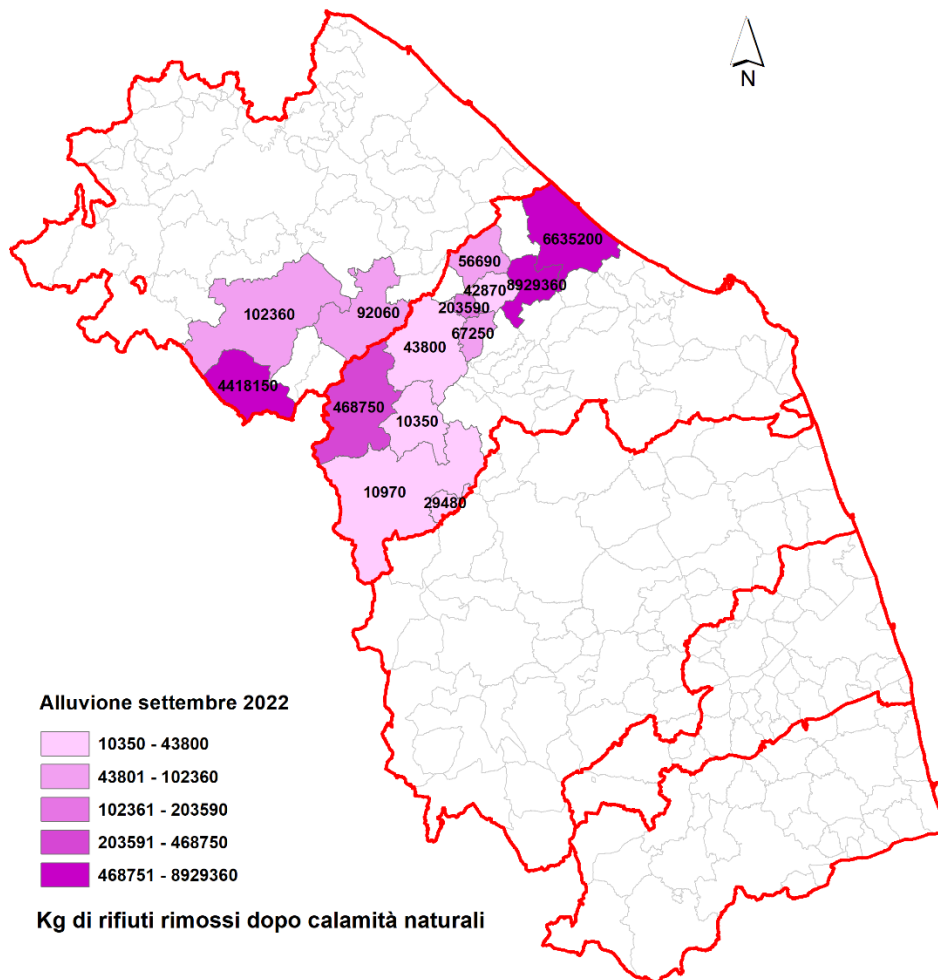 N
6635200
56690
8929360
42870
203590
102360
92060
67250
43800
4418150
468750
10350
10970
29480
Alluvione settembre 2022
10350 - 43800
43801 - 102360
102361 - 203590
203591 - 468750
468751 - 8929360
Kg di rifiuti rimossi dopo calamità naturali